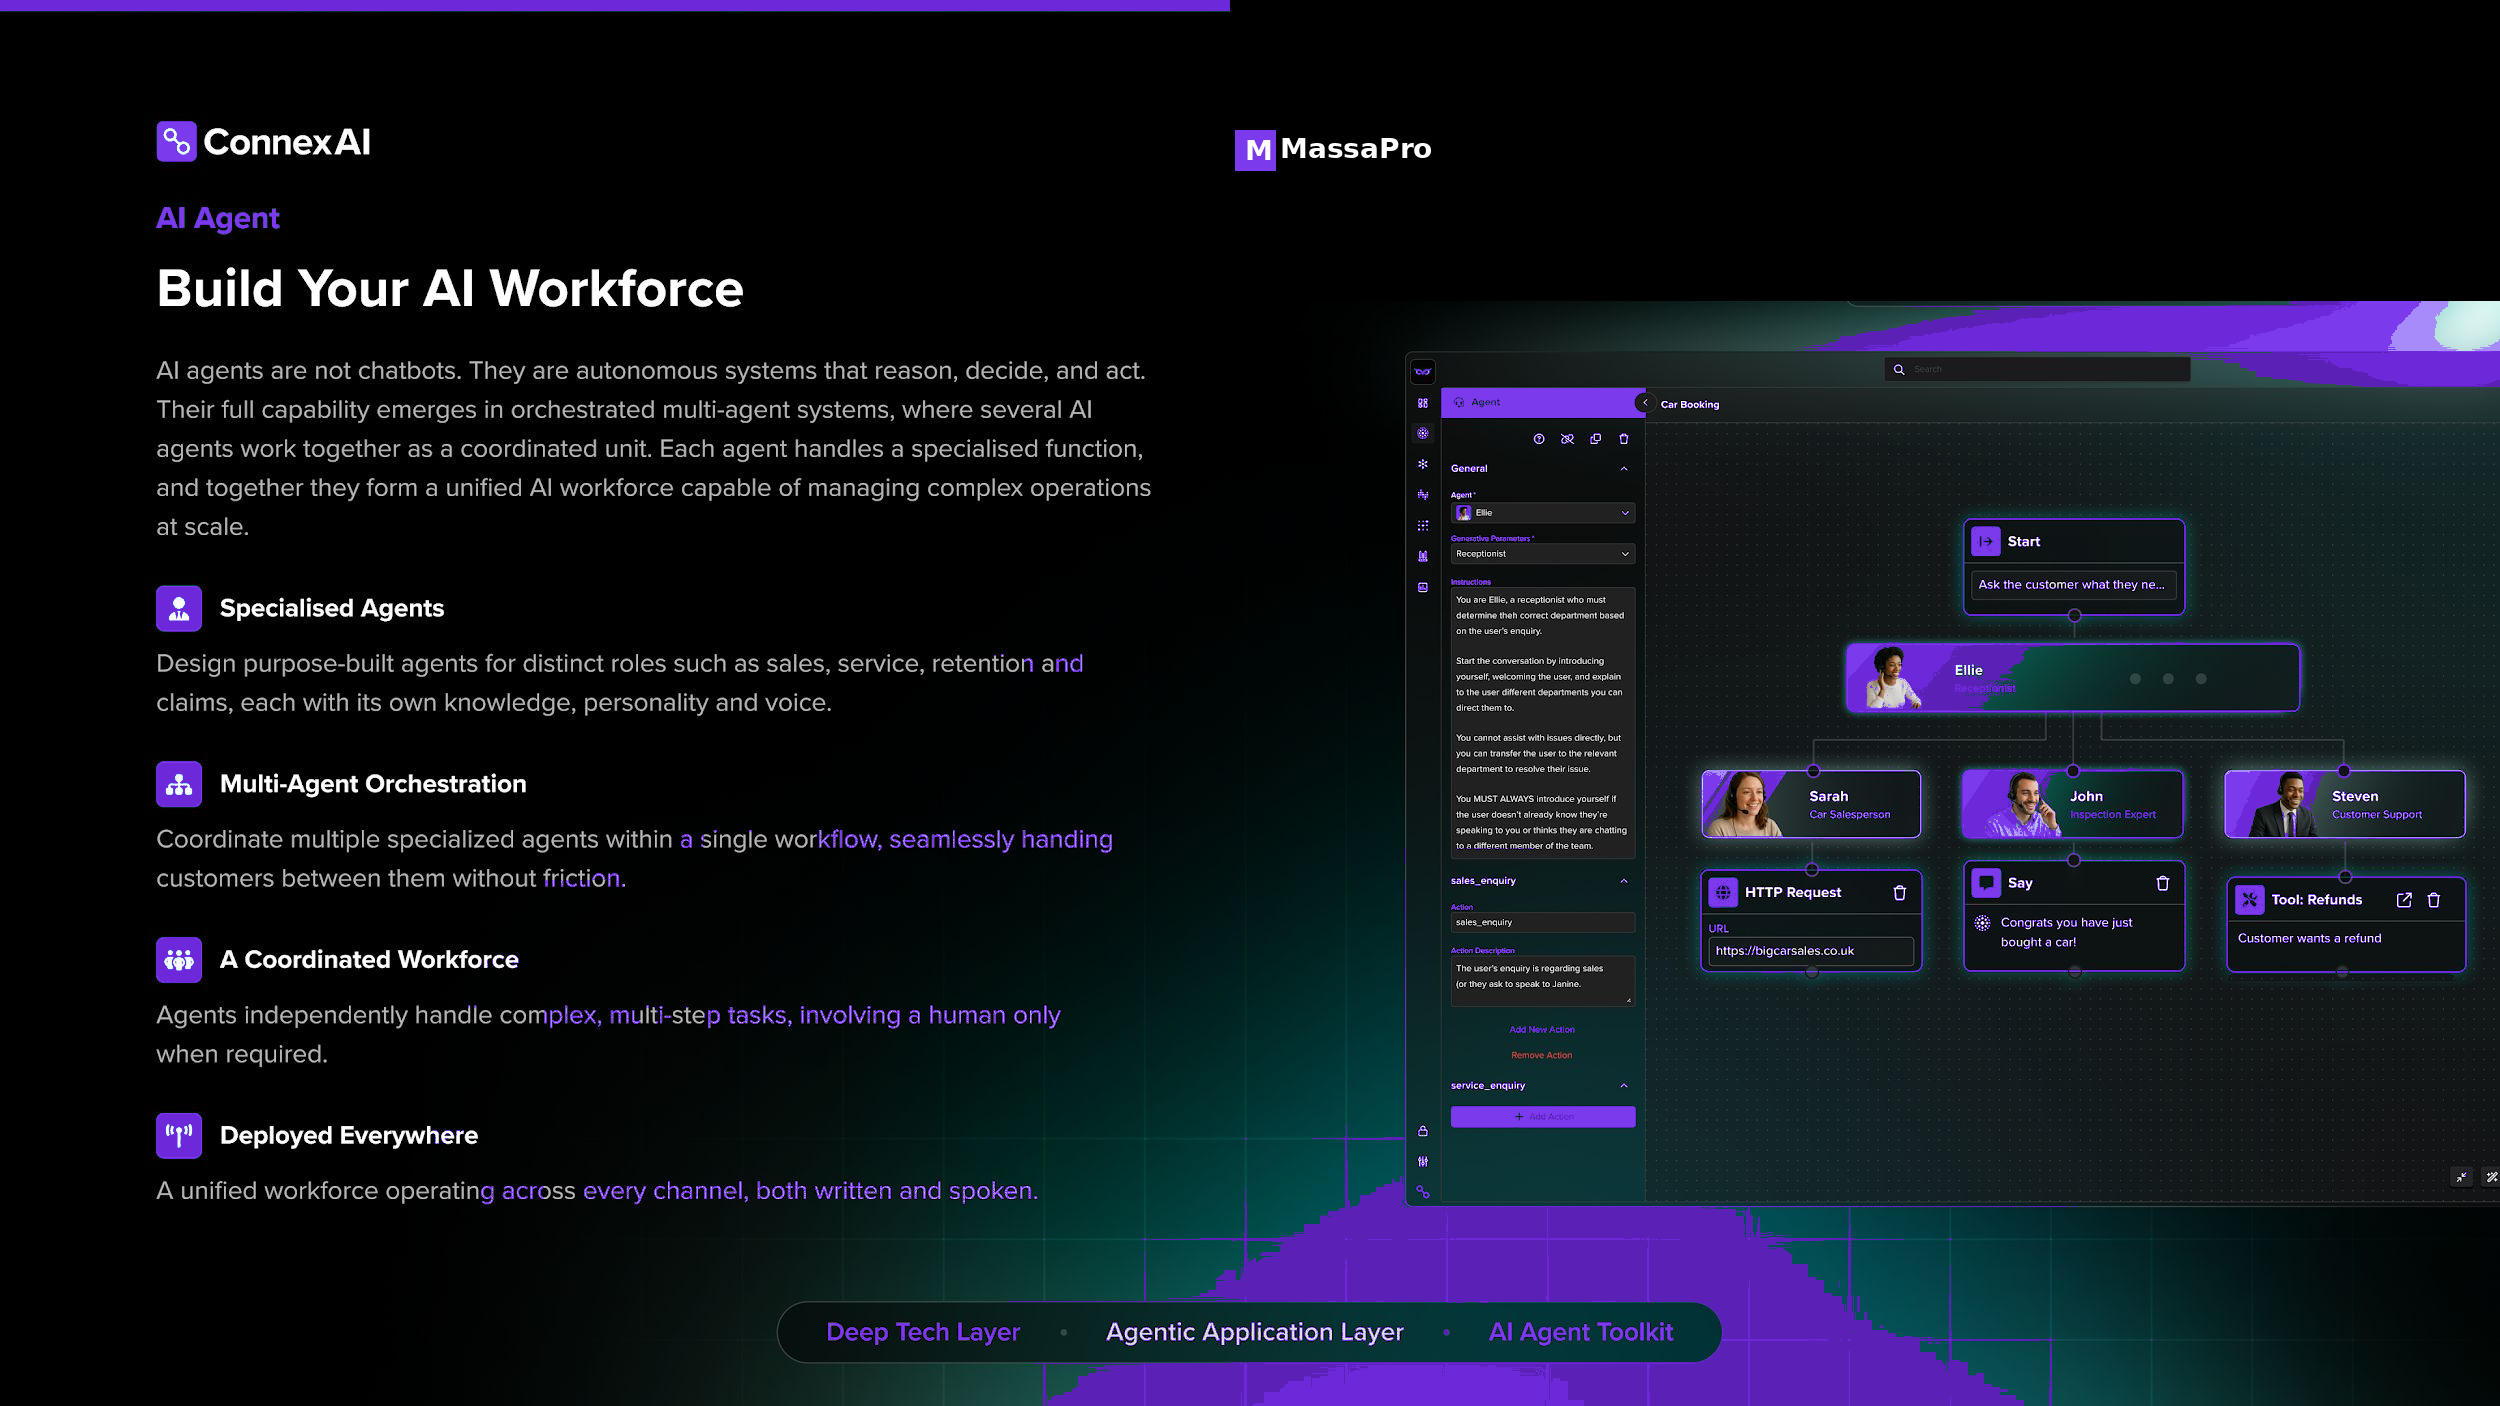 ConnexAI
M MassaPro
AI Agent
Build Your AI Workforce
AI agents are not chatbots. They are autonomous systems that reason, decide, and act.
Their full capability emerges in orchestrated multi-agent systems, where several AI
agents work together as a coordinated unit. Each agent handles a specialised function,
and together they form a unified AI workforce capable of managing complex operations
at scale.
Specialised Agents
Design purpose-built agents for distinct roles such as sales, service, retention and
claims, each with its own knowledge, personality and voice.
Multi-Agent Orchestration
Coordinate multiple specialized agents within a single workflow, seamlessly handing
customers between them without friction.
A Coordinated Workforce
Agents independently handle complex, multi-step tasks, involving a human only
when required.
Deployed Everywhere
A unified workforce operating across every channel, both written and spoken.
Search
Agent
Car Booking
General
Agent*
Ellie
Generative Parameters*
Receptionist
Instructions
You are Ellie, a receptionist who must
determine theh correct department based
on the user's enquiry.
Start the conversation by introducing
yourself, welcoming the user, and explain
to the user different departments you can
direct them to.
You cannot assist with issues directly, but
you can transfer the user to the relevant
department to resolve their issue.
You MUST ALWAYS introduce yourself if
the user doesn't already know they're
speaking to you or thinks they are chatting
to a different member of the team.
sales_enquiry
Action
sales_enquiry
Action Description
The user's enquiry is regarding sales
(or they ask to speak to Janine.
Add New Action
Remove Action
service_enquiry
+ Add Action
Start
Ask the customer what they ne...
Ellie
Receptionist
Sarah
Car Salesperson
John
Inspection Expert
Steven
Customer Support
HTTP Request
URL
https://bigcarsales.co.uk
Say
Congrats you have just
bought a car!
Tool: Refunds
Customer wants a refund
Deep Tech Layer • Agentic Application Layer • AI Agent Toolkit